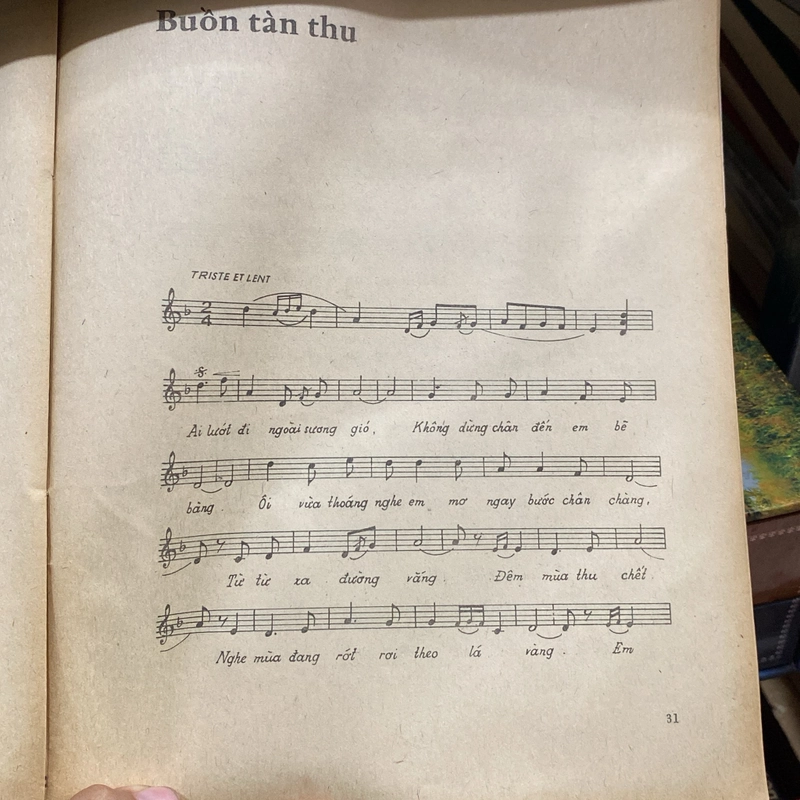 Buồn tàn thu
TRISTE ET LENT
2
4
Ai lướt đi ngoài sương gió, Không dừng chân đến em bẽ
bàng. Ôi vừa thoáng nghe em mơ ngay bước chân chàng,
Từ từ xa đường vắng. Đêm mùa thu chết
Nghe mùa đang rớt rơi theo lá vàng. Em
31